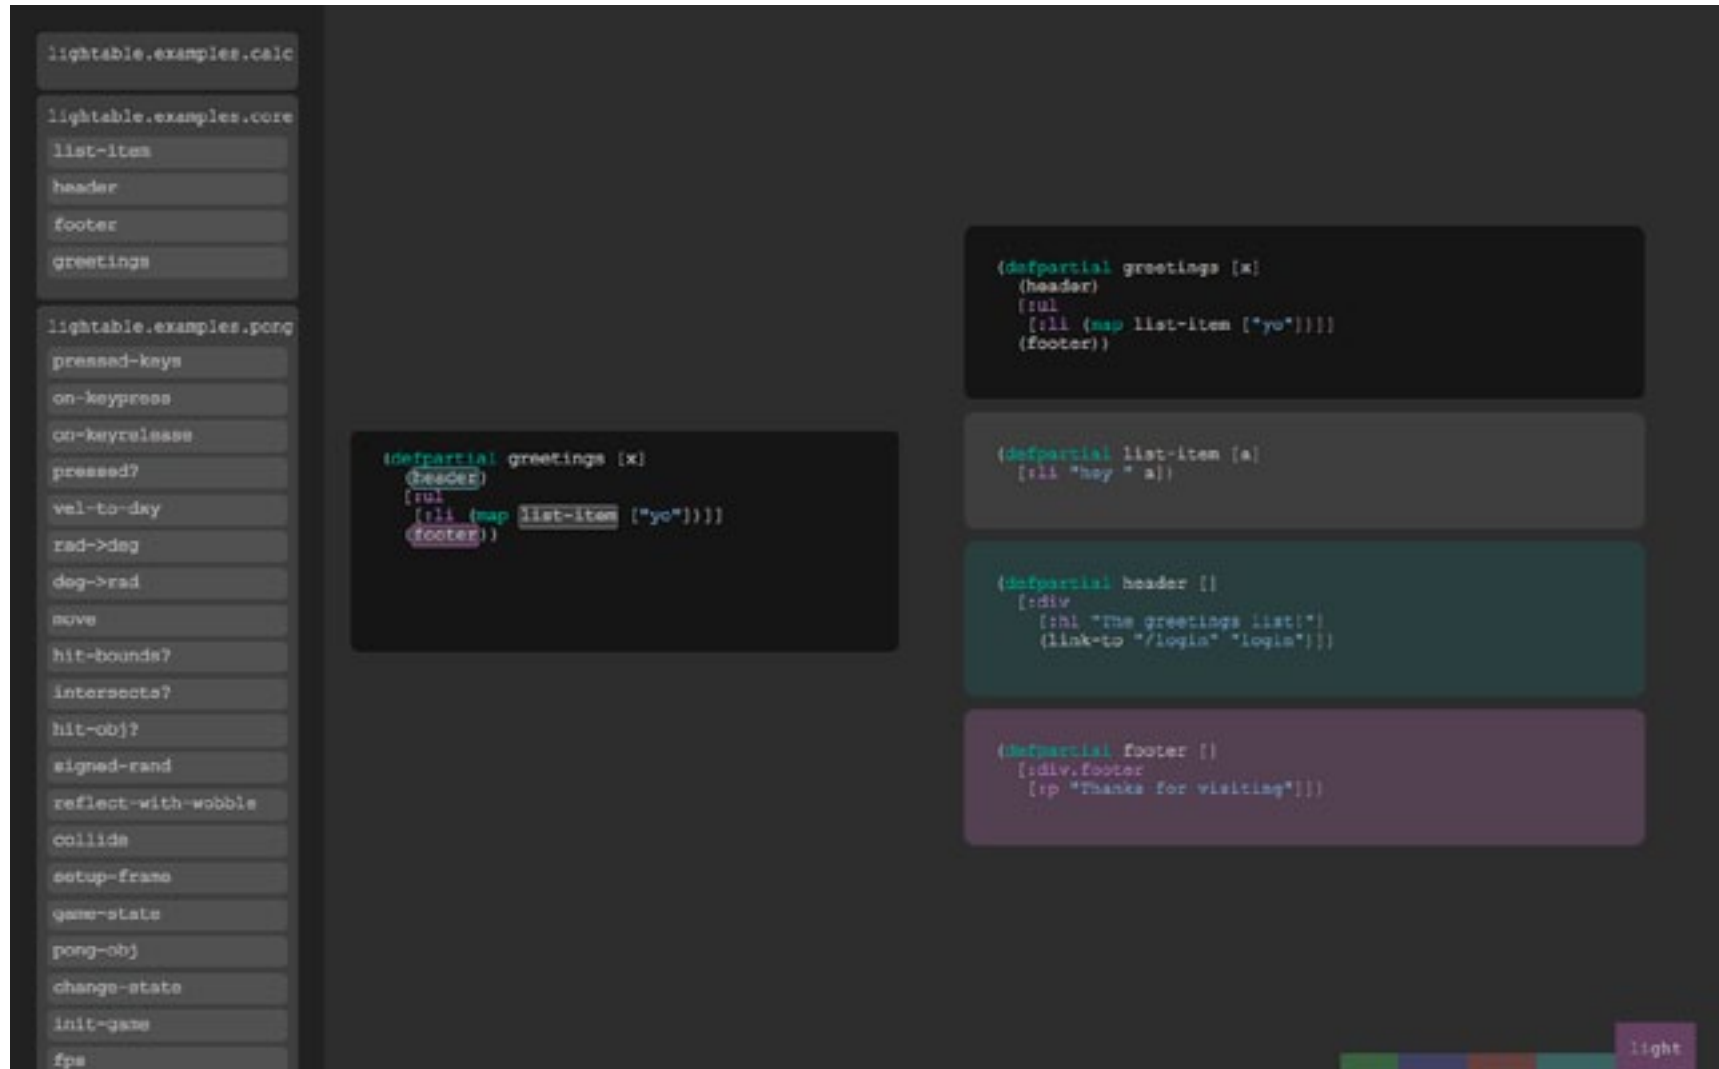 lightable.examples.calc
lightable.examples.core
list-item
header
footer
greetings
lightable.examples.pong
pressed-keys
on-keypress
on-keyrelease
pressed?
vel-to-dxy
rad->deg
deg->rad
move
hit-bounds?
intersects?
hit-obj?
signed-rand
reflect-with-wobble
collide
setup-frame
game-state
pong-obj
change-state
init-game
fps
(defpartial greetings [x]
(header)
[:ul
[:li (map list-item ["yo"])]]
(footer))
(defpartial greetings [x]
(header)
[:ul
[:li (map list-item ["yo"])]]
(footer))
(defpartial list-item [a]
[:li "hey " a])
(defpartial header []
[:div
[:h1 "The greetings list!"]
(link-to "/login" "login")])
(defpartial footer []
[:div.footer
[:p "Thanks for visiting"]])
light